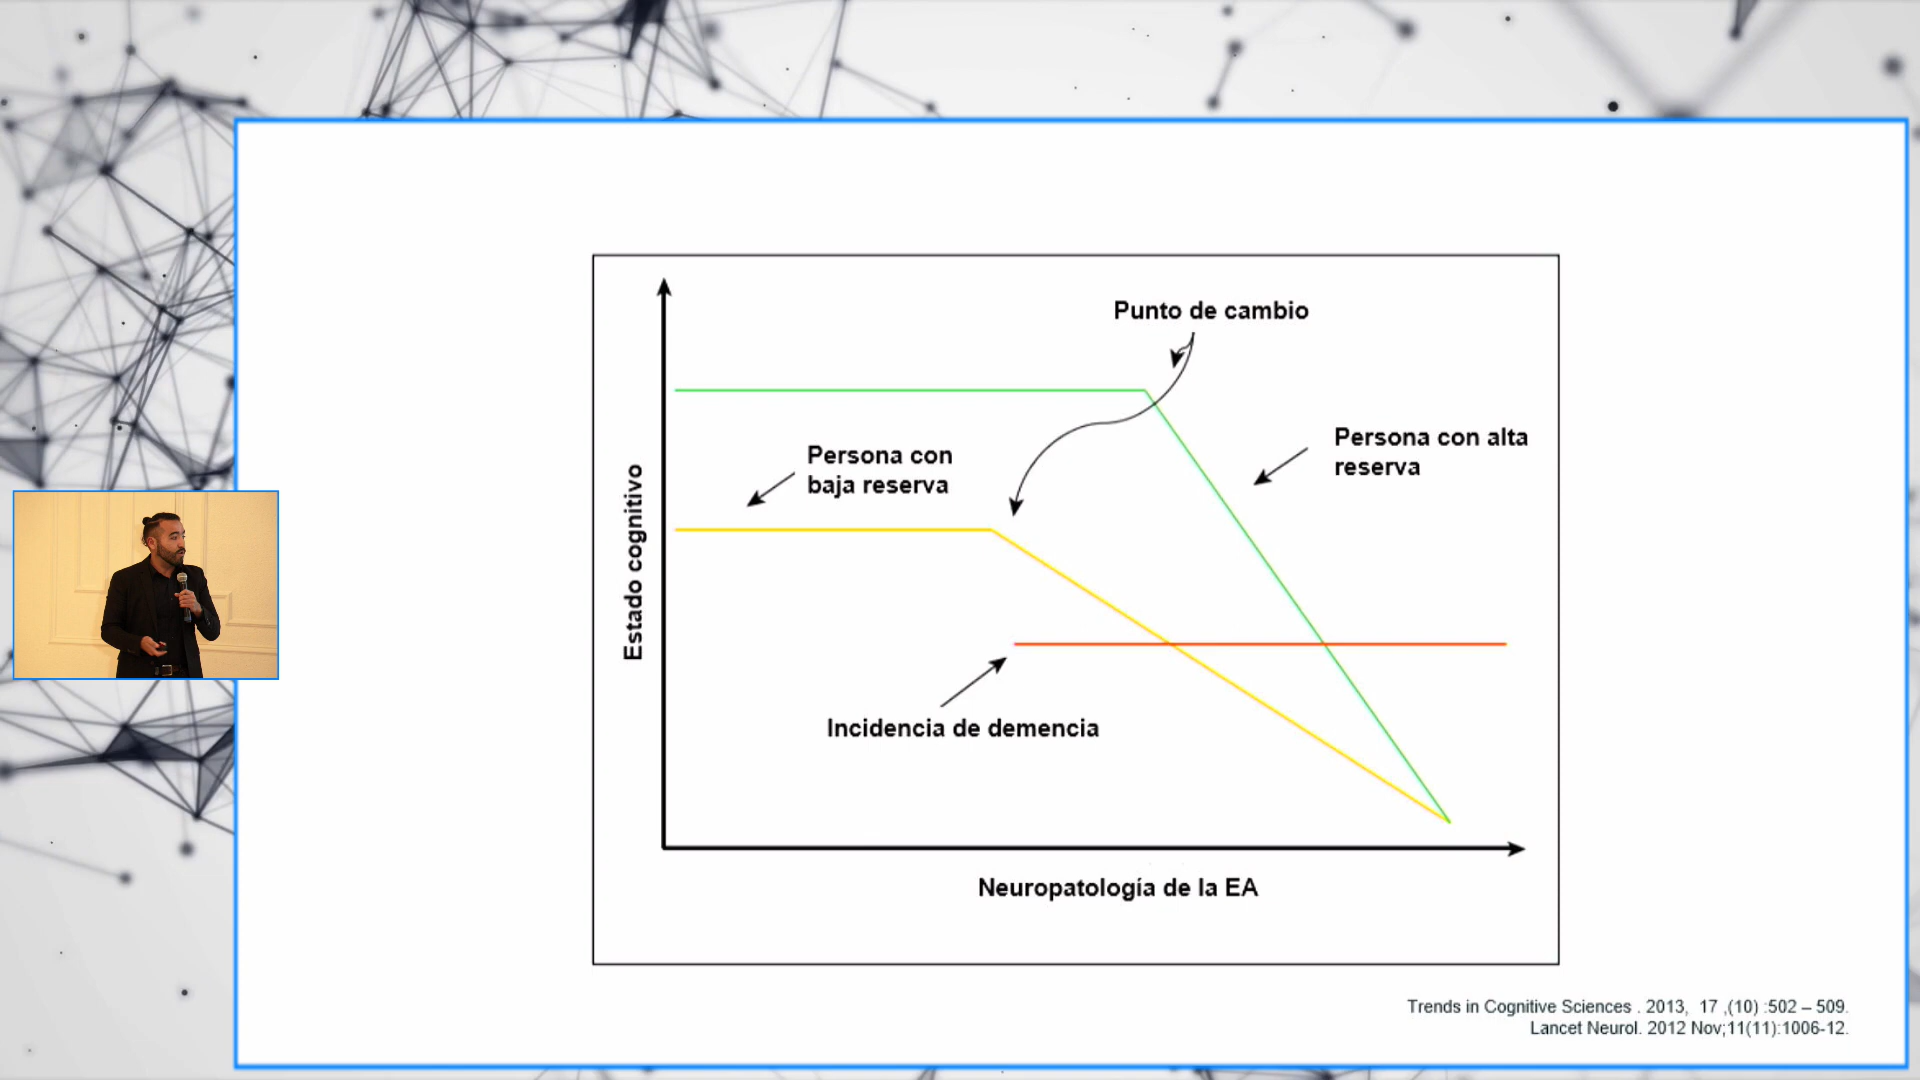 Punto de cambio
Persona con alta
reserva
Persona con
baja reserva
Estado cognitivo
Incidencia de demencia
Neuropatología de la EA
Trends in Cognitive Sciences . 2013, 17 ,(10) :502 – 509.
Lancet Neurol. 2012 Nov;11(11):1006-12.